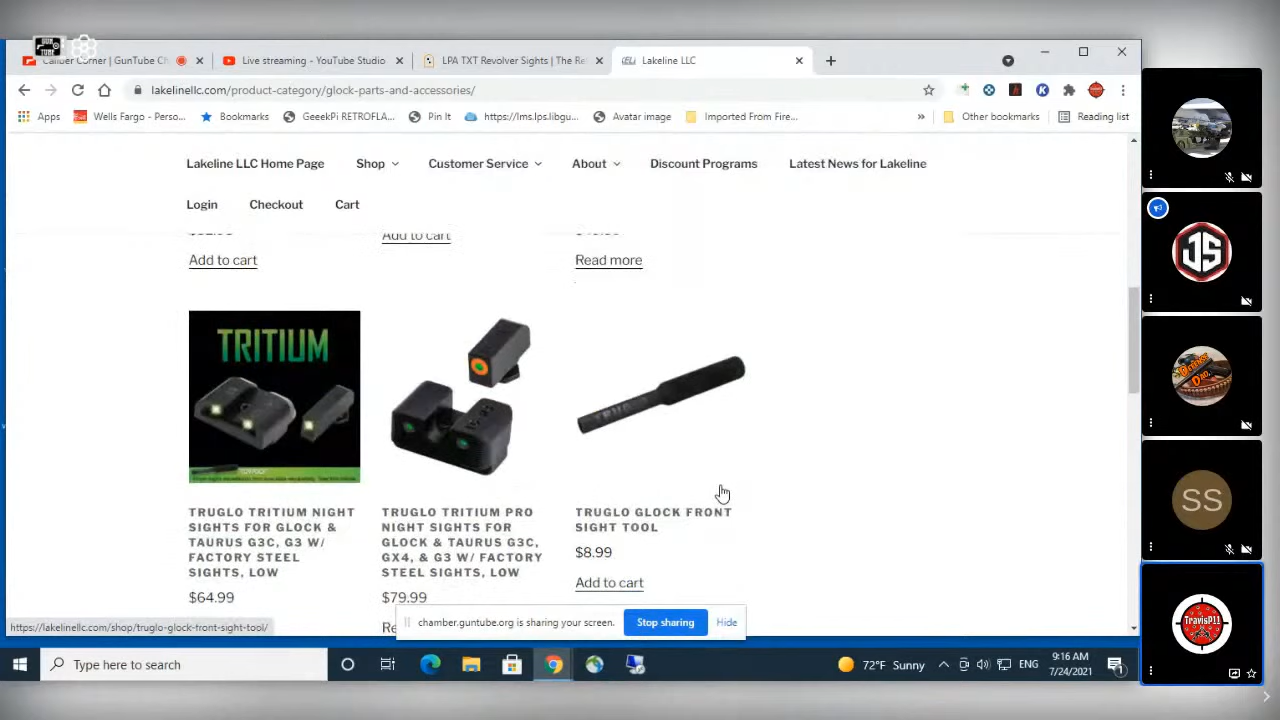 GUN
TUBE
Caliber Corner | GunTube Ch
Live streaming - YouTube Studio
LPA TXT Revolver Sights | The Re
Lakeline LLC
lakelinellc.com/product-category/glock-parts-and-accessories/
Apps
Wells Fargo - Perso...
Bookmarks
GeeekPi RETROFLA...
Pin It
https://lms.lps.libgu...
Avatar image
Imported From Fire...
Other bookmarks
Reading list
Lakeline LLC Home Page
Shop
Customer Service
About
Discount Programs
Latest News for Lakeline
Login
Checkout
Cart
Add to cart
Add to cart
Read more
TRITIUM
TRUGLO
TRUGLO TRITIUM NIGHT
SIGHTS FOR GLOCK &
TAURUS G3C, G3 W/
FACTORY STEEL
SIGHTS, LOW
$64.99
TRUGLO TRITIUM PRO
NIGHT SIGHTS FOR
GLOCK & TAURUS G3C,
GX4, & G3 W/ FACTORY
STEEL SIGHTS, LOW
$79.99
TRUGLO GLOCK FRONT
SIGHT TOOL
$8.99
Add to cart
https://lakelinellc.com/shop/truglo-glock-front-sight-tool/
chamber.guntube.org is sharing your screen.
Stop sharing
Hide
Type here to search
72°F Sunny
ENG
9:16 AM
7/24/2021
1
JS
SS
TravisP11